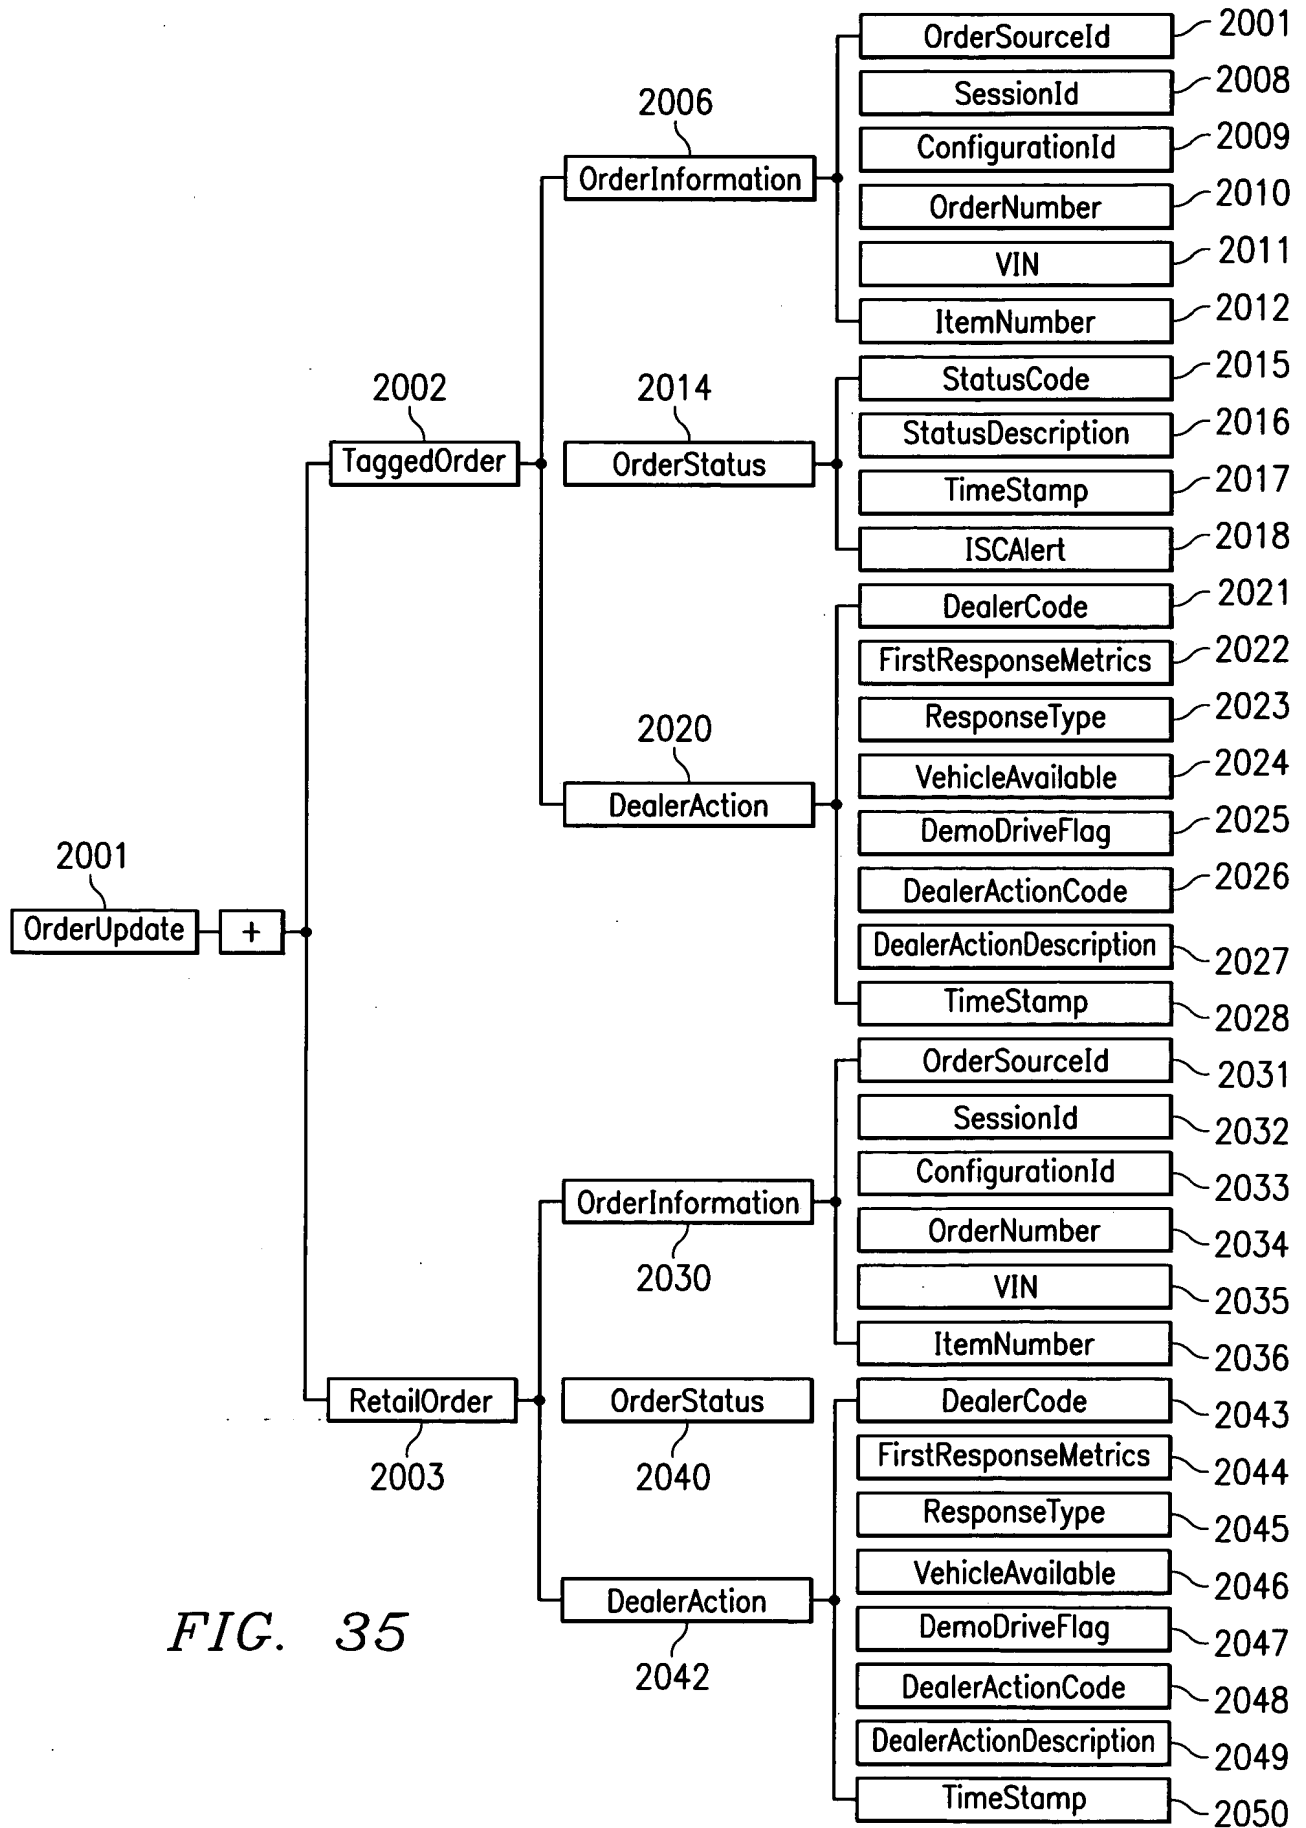 OrderSourceId 2001
SessionId 2008
2006
ConfigurationId 2009
OrderInformation
OrderNumber 2010
VIN 2011
ItemNumber 2012
2002
2014
StatusCode 2015
StatusDescription 2016
TaggedOrder
OrderStatus
TimeStamp 2017
ISCAlert 2018
DealerCode 2021
FirstResponseMetrics 2022
2020
ResponseType 2023
VehicleAvailable 2024
DealerAction
DemoDriveFlag 2025
2001
DealerActionCode 2026
OrderUpdate + DealerActionDescription 2027
TimeStamp 2028
OrderSourceId 2031
SessionId 2032
ConfigurationId 2033
OrderInformation
OrderNumber 2034
2030
VIN 2035
ItemNumber 2036
RetailOrder OrderStatus DealerCode 2043
2003 2040
FirstResponseMetrics 2044
ResponseType 2045
VehicleAvailable 2046
DealerAction
DemoDriveFlag 2047
FIG. 35
2042
DealerActionCode 2048
DealerActionDescription 2049
TimeStamp 2050